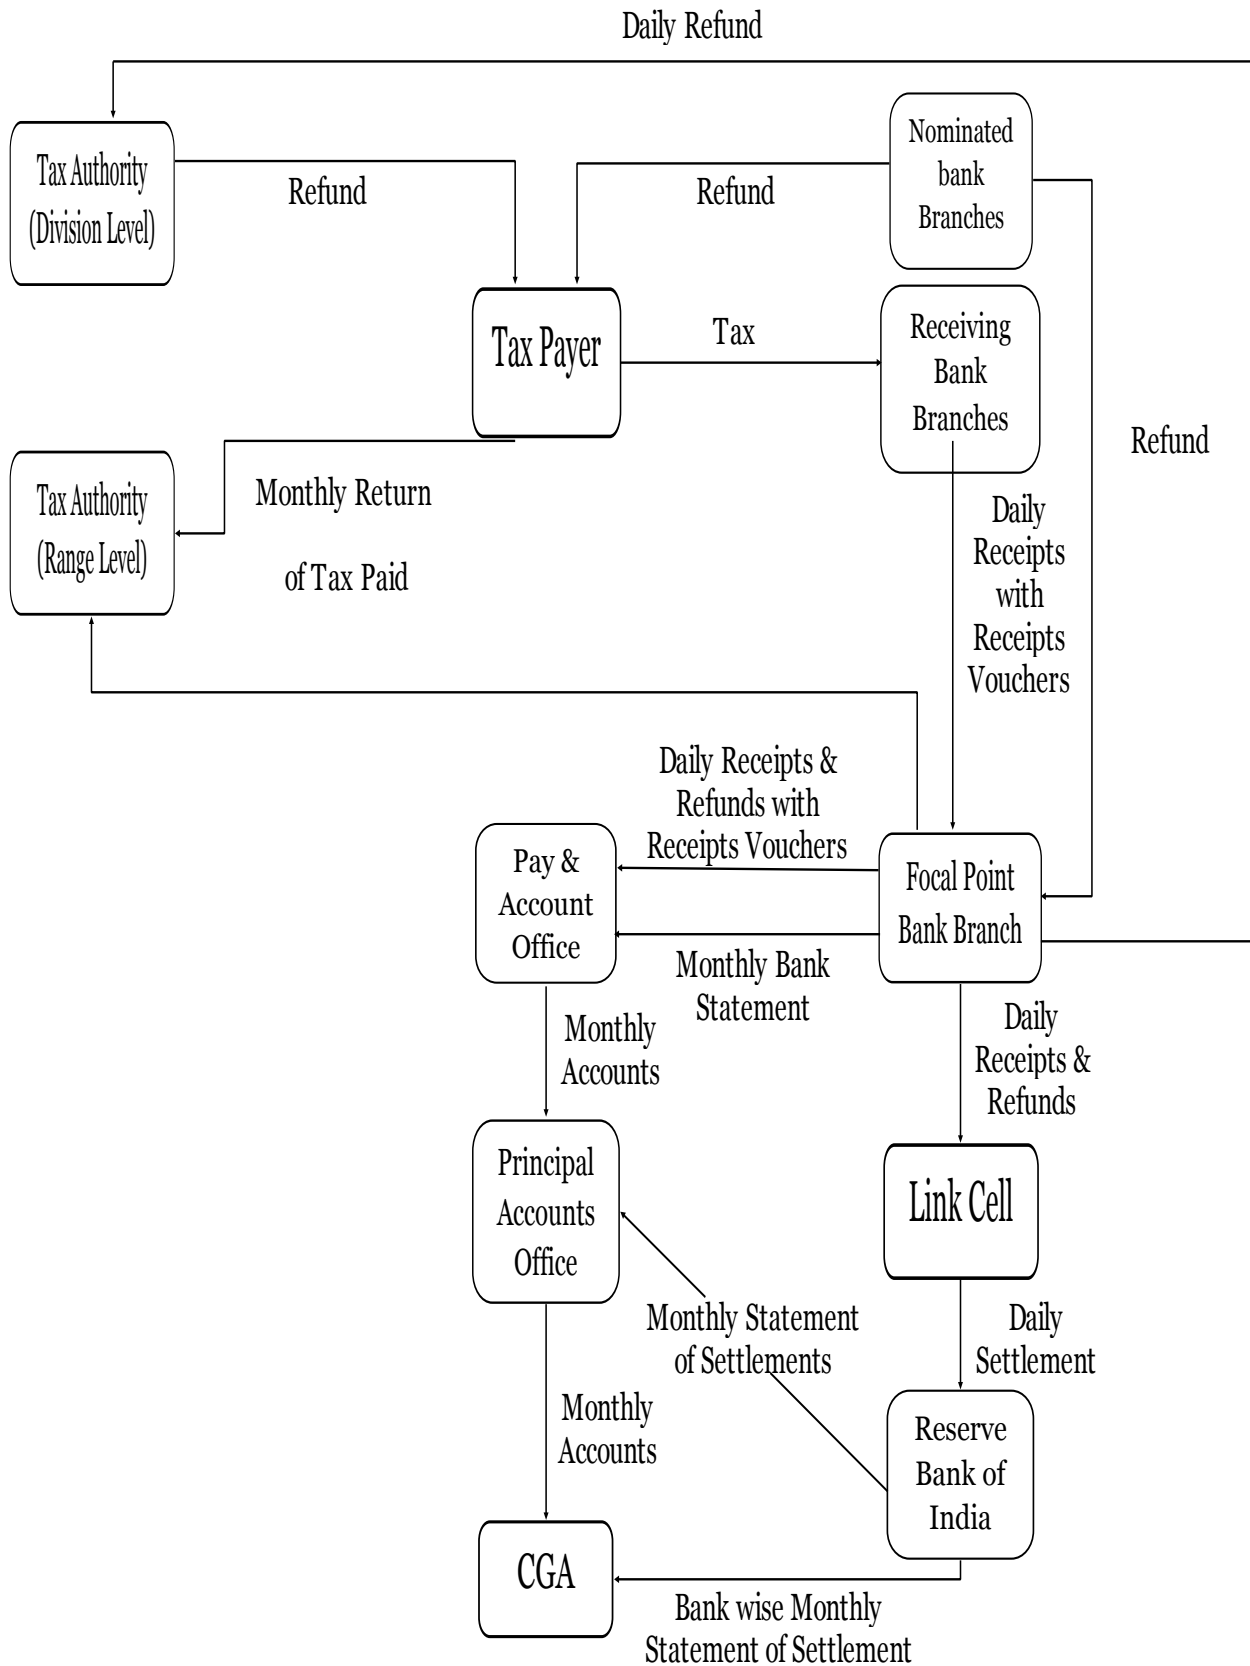 Daily Refund
Tax Authority
(Division Level)
Refund
Refund
Nominated
bank
Branches
Tax Payer
Tax
Receiving
Bank
Branches
Refund
Tax Authority
(Range Level)
Monthly Return
of Tax Paid
Daily
Receipts
with
Receipts
Vouchers
Daily Receipts &
Refunds with
Receipts Vouchers
Pay &
Account
Office
Focal Point
Bank Branch
Monthly Bank
Statement
Monthly
Accounts
Daily
Receipts &
Refunds
Principal
Accounts
Office
Link Cell
Monthly Statement
of Settlements
Daily
Settlement
Monthly
Accounts
Reserve
Bank of
India
CGA
Bank wise Monthly
Statement of Settlement